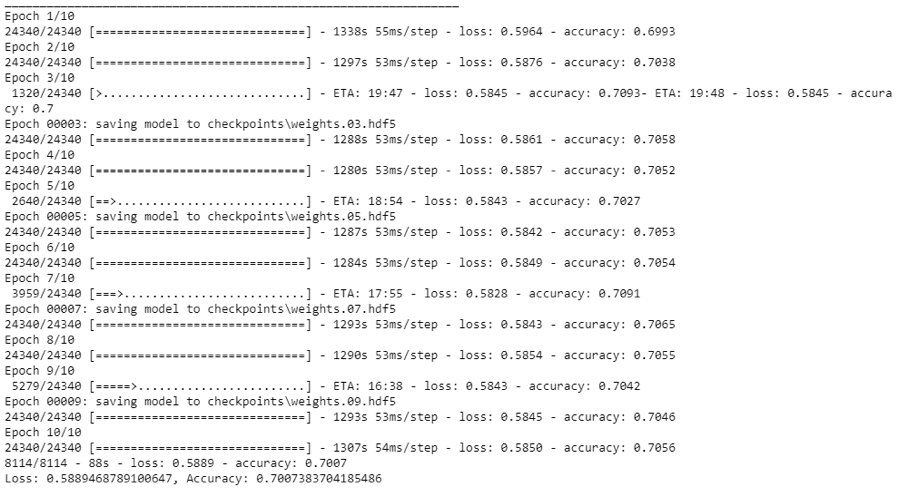 Epoch 1/10
24340/24340 [==============================] - 1338s 55ms/step - loss: 0.5964 - accuracy: 0.6993
Epoch 2/10
24340/24340 [==============================] - 1297s 53ms/step - loss: 0.5876 - accuracy: 0.7038
Epoch 3/10
 1320/24340 [>.............................] - ETA: 19:47 - loss: 0.5845 - accuracy: 0.7093- ETA: 19:48 - loss: 0.5845 - accura
cy: 0.7
Epoch 00003: saving model to checkpoints\weights.03.hdf5
24340/24340 [==============================] - 1288s 53ms/step - loss: 0.5861 - accuracy: 0.7058
Epoch 4/10
24340/24340 [==============================] - 1280s 53ms/step - loss: 0.5857 - accuracy: 0.7052
Epoch 5/10
 2640/24340 [==>...........................] - ETA: 18:54 - loss: 0.5843 - accuracy: 0.7027
Epoch 00005: saving model to checkpoints\weights.05.hdf5
24340/24340 [==============================] - 1287s 53ms/step - loss: 0.5842 - accuracy: 0.7053
Epoch 6/10
24340/24340 [==============================] - 1284s 53ms/step - loss: 0.5849 - accuracy: 0.7054
Epoch 7/10
 3959/24340 [===>..........................] - ETA: 17:55 - loss: 0.5828 - accuracy: 0.7091
Epoch 00007: saving model to checkpoints\weights.07.hdf5
24340/24340 [==============================] - 1293s 53ms/step - loss: 0.5843 - accuracy: 0.7065
Epoch 8/10
24340/24340 [==============================] - 1290s 53ms/step - loss: 0.5854 - accuracy: 0.7055
Epoch 9/10
 5279/24340 [=====>........................] - ETA: 16:38 - loss: 0.5843 - accuracy: 0.7042
Epoch 00009: saving model to checkpoints\weights.09.hdf5
24340/24340 [==============================] - 1293s 53ms/step - loss: 0.5845 - accuracy: 0.7046
Epoch 10/10
24340/24340 [==============================] - 1307s 54ms/step - loss: 0.5850 - accuracy: 0.7056
8114/8114 - 88s - loss: 0.5889 - accuracy: 0.7007
Loss: 0.5889468789100647, Accuracy: 0.7007383704185486